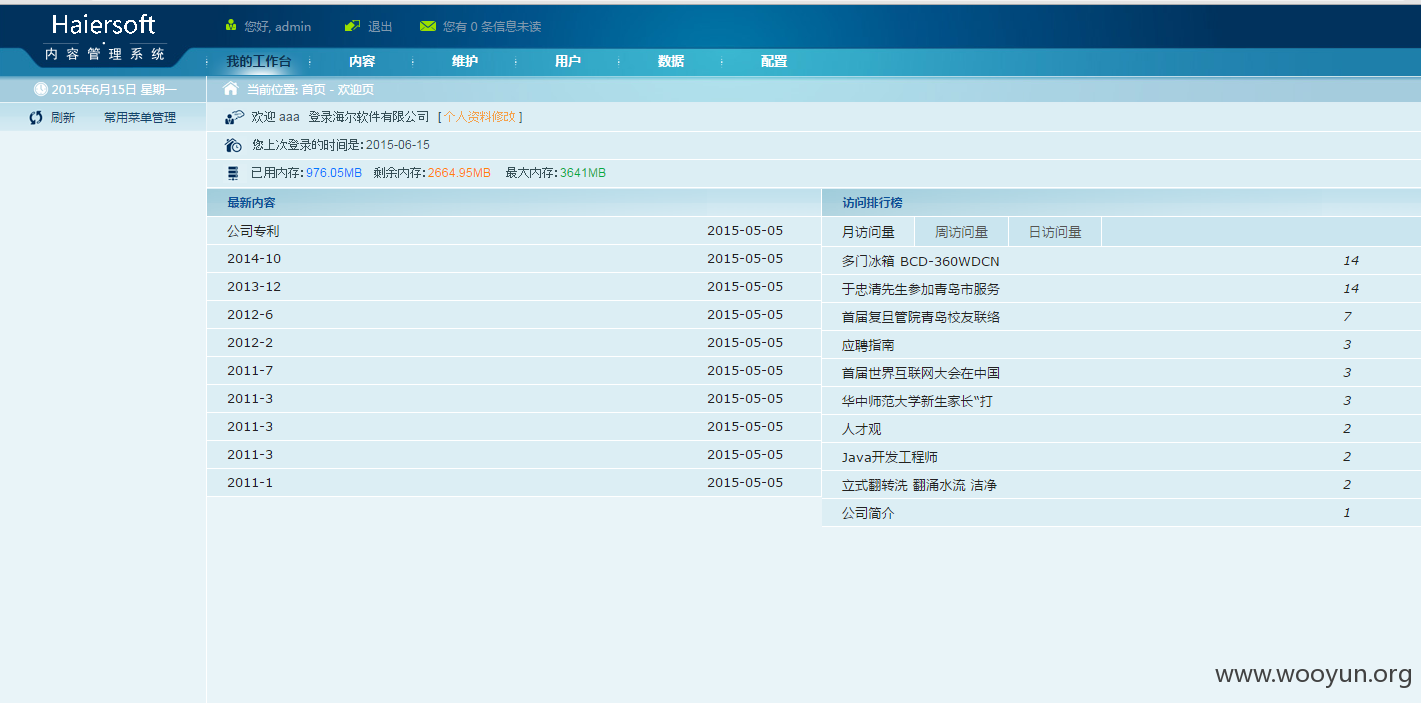 Haiersoft
内容管理系统
您好, admin 退出 您有 0 条信息未读
我的工作台 内容 维护 用户 数据 配置
2015年6月15日 星期一
当前位置: 首页 - 欢迎页
刷新 常用菜单管理
欢迎 aaa 登录海尔软件有限公司 [ 个人资料修改 ]
您上次登录的时间是: 2015-06-15
已用内存: 976.05MB 剩余内存: 2664.95MB 最大内存: 3641MB
最新内容
公司专利 2015-05-05
2014-10 2015-05-05
2013-12 2015-05-05
2012-6 2015-05-05
2012-2 2015-05-05
2011-7 2015-05-05
2011-3 2015-05-05
2011-3 2015-05-05
2011-3 2015-05-05
2011-1 2015-05-05
访问排行榜
月访问量 周访问量 日访问量
多门冰箱 BCD-360WDCN 14
于忠清先生参加青岛市服务 14
首届复旦管院青岛校友联络 7
应聘指南 3
首届世界互联网大会在中国 3
华中师范大学新生家长“打 3
人才观 2
Java开发工程师 2
立式翻转洗 翻涌水流 洁净 2
公司简介 1
www.wooyun.org